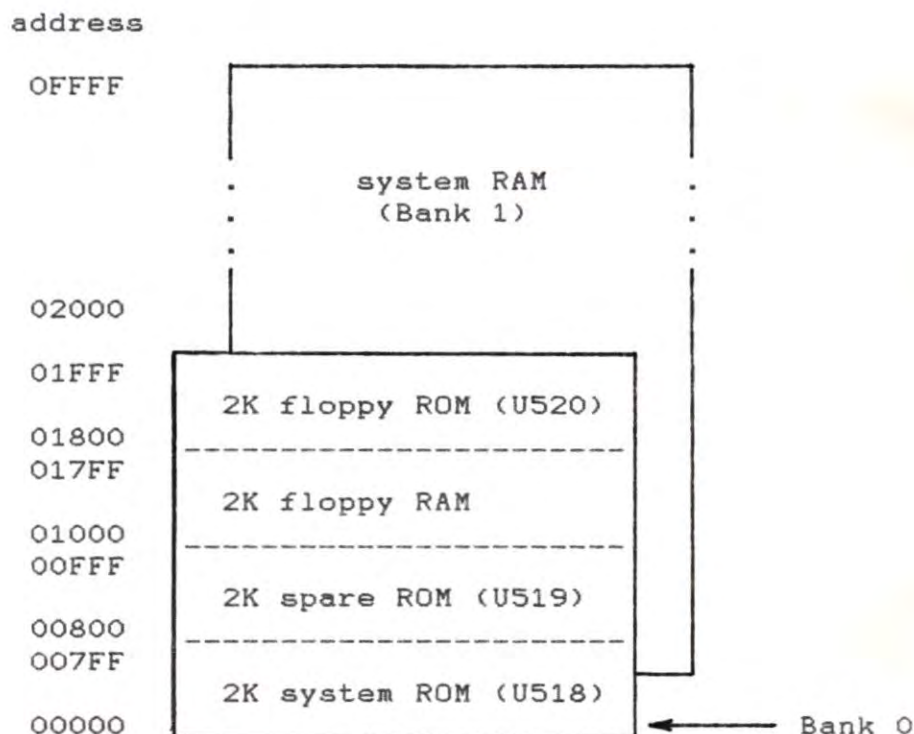 address
OFFFF
system RAM
(Bank 1)
02000
01FFF
2K floppy ROM (U520)
01800
017FF
2K floppy RAM
01000
00FFF
2K spare ROM (U519)
00800
007FF
2K system ROM (U518)
00000
Bank 0